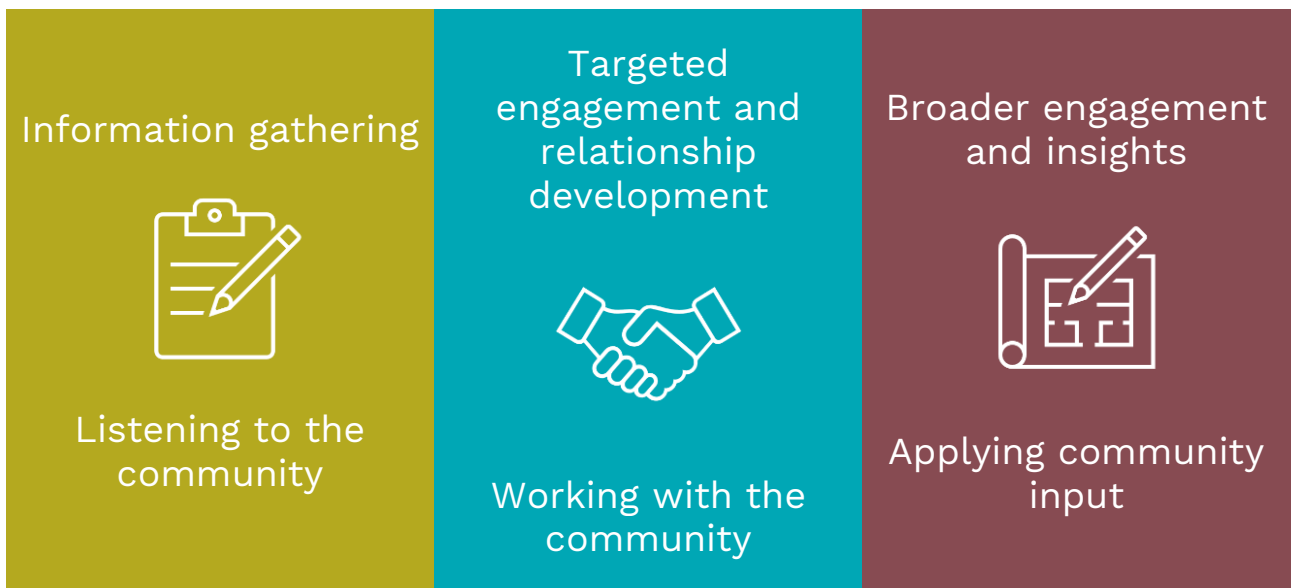 Information gathering
Listening to the
community
Targeted
engagement and
relationship
development
Working with the
community
Broader engagement
and insights
Applying community
input